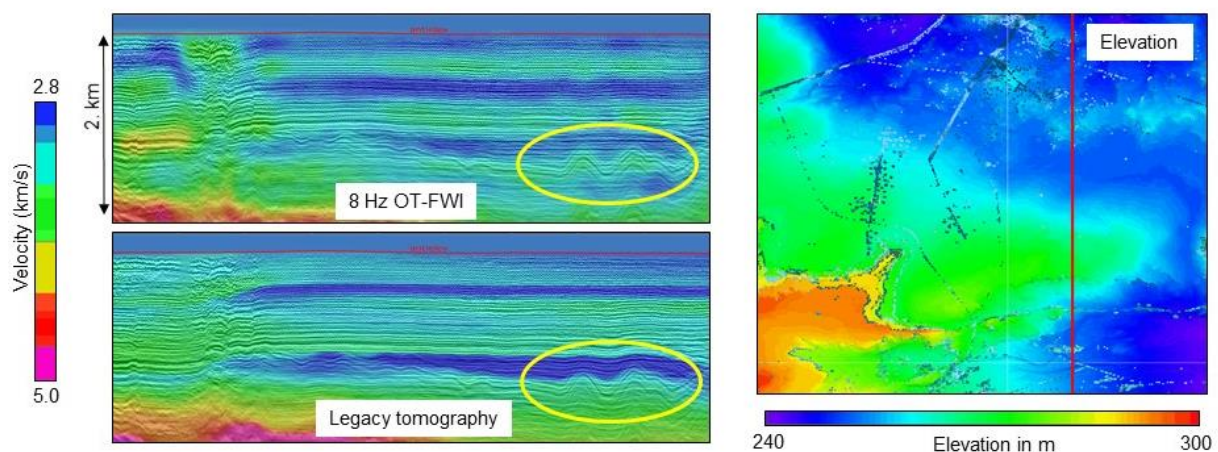 Velocity (km/s)
2.8
5.0
2. km
8 Hz OT-FWI
Legacy tomography
Elevation
240
Elevation in m
300